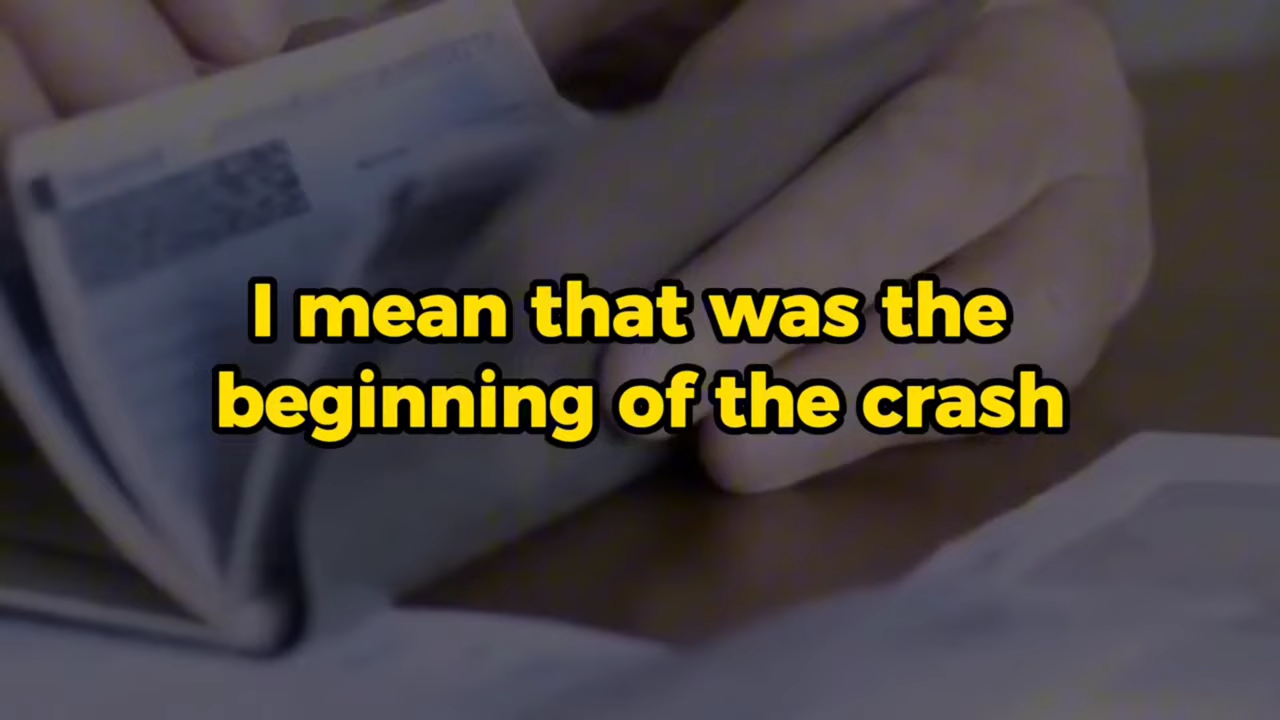 I mean that was the
beginning of the crash